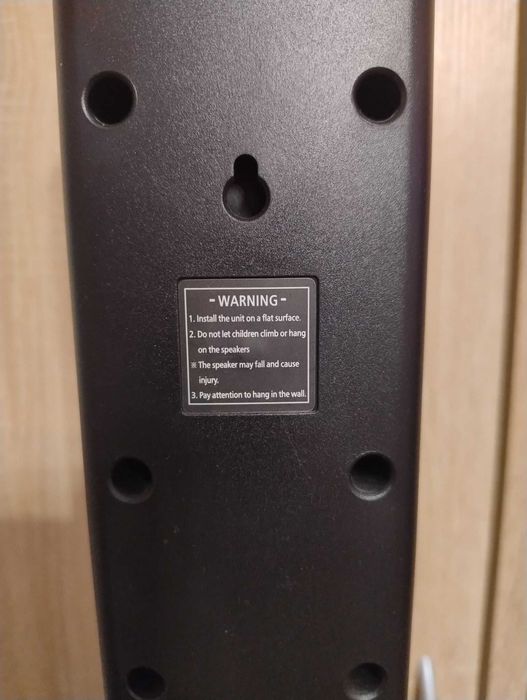 - WARNING -
1. Install the unit on a flat surface.
2. Do not let children climb or hang
on the speakers
※ The speaker may fall and cause
injury.
3. Pay attention to hang in the wall.